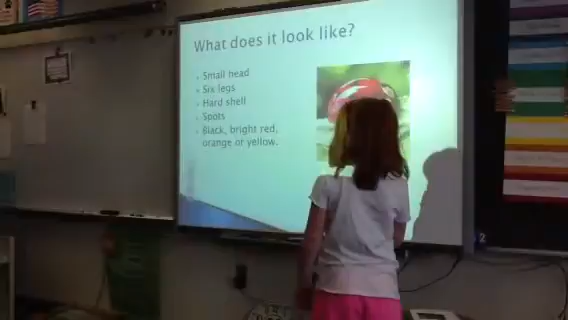 What does it look like?
Small head
Six legs
Hard shell
Spots
Black, bright red,
orange or yellow.